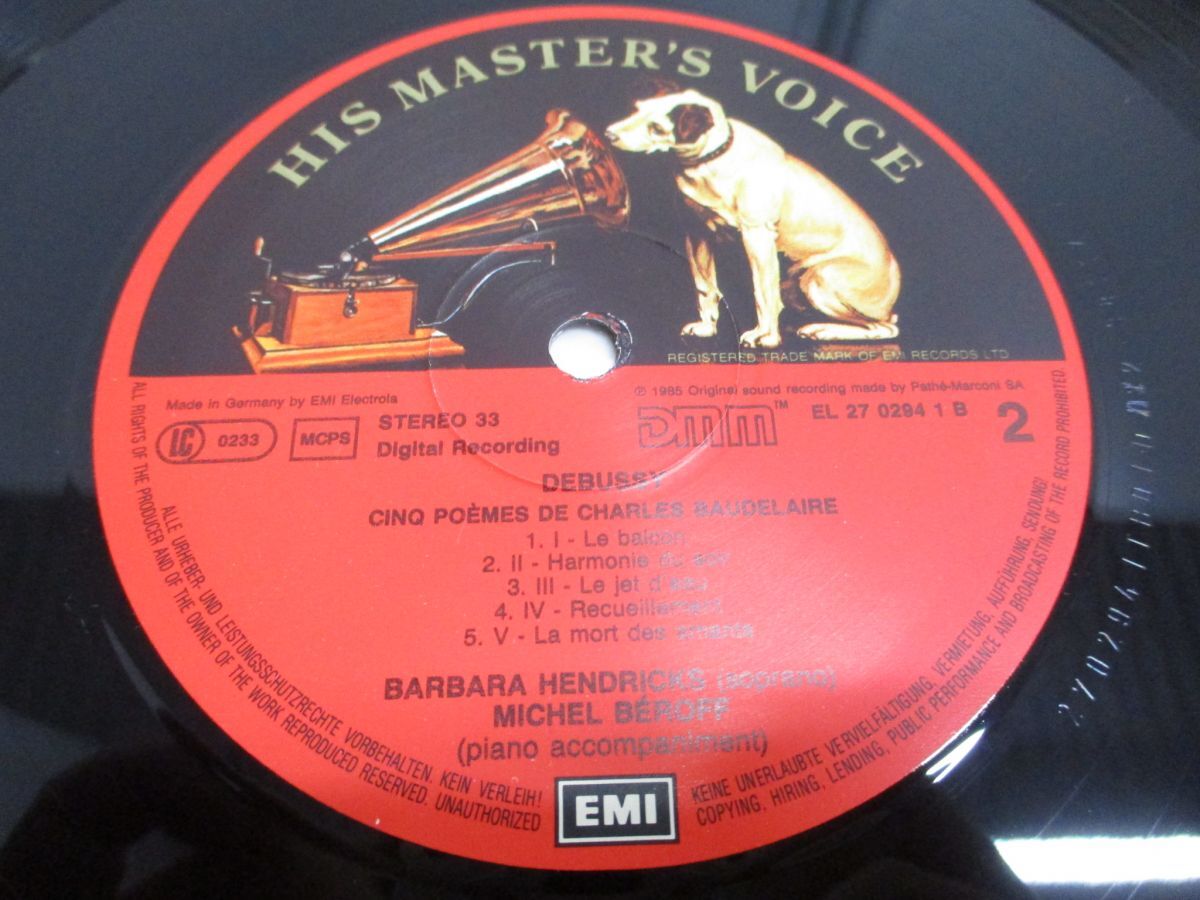 HIS MASTER'S VOICE
REGISTERED TRADE MARK OF EMI RECORDS LTD
Made in Germany by EMI Electrola
℗ 1985 Original sound recording made by Pathé-Marconi SA
LC 0233
MCPS
STEREO 33
Digital Recording
DMM™
EL 27 0294 1 B
2
DEBUSSY
CINQ POÈMES DE CHARLES BAUDELAIRE
1. I - Le balcon
2. II - Harmonie du soir
3. III - Le jet d'eau
4. IV - Recueillement
5. V - La mort des amants
BARBARA HENDRICKS (soprano)
MICHEL BÉROFF
(piano accompaniment)
EMI
ALLE URHEBER- UND LEISTUNGSSCHUTZRECHTE VORBEHALTEN. KEIN VERLEIH! KEINE UNERLAUBTE VERVIELFÄLTIGUNG, VERMIETUNG, AUFFÜHRUNG, SENDUNG!
ALL RIGHTS OF THE PRODUCER AND OF THE OWNER OF THE WORK REPRODUCED RESERVED. UNAUTHORIZED COPYING, HIRING, LENDING, PUBLIC PERFORMANCE AND BROADCASTING OF THE RECORD PROHIBITED.